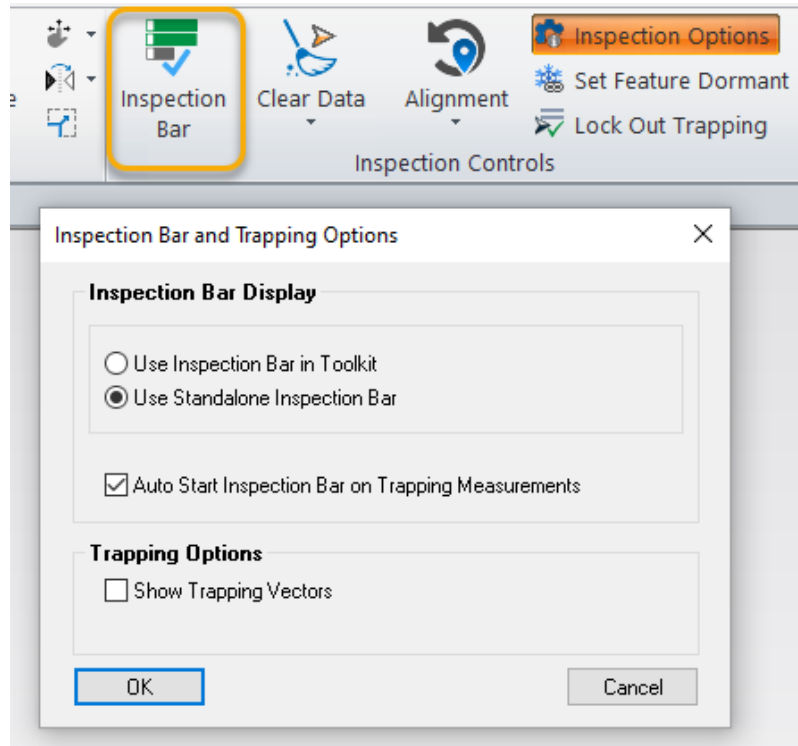 e
Inspection
Bar
Clear Data
Alignment
Inspection Options
Set Feature Dormant
Lock Out Trapping
Inspection Controls
Inspection Bar and Trapping Options
Inspection Bar Display
Use Inspection Bar in Toolkit
Use Standalone Inspection Bar
Auto Start Inspection Bar on Trapping Measurements
Trapping Options
Show Trapping Vectors
OK
Cancel